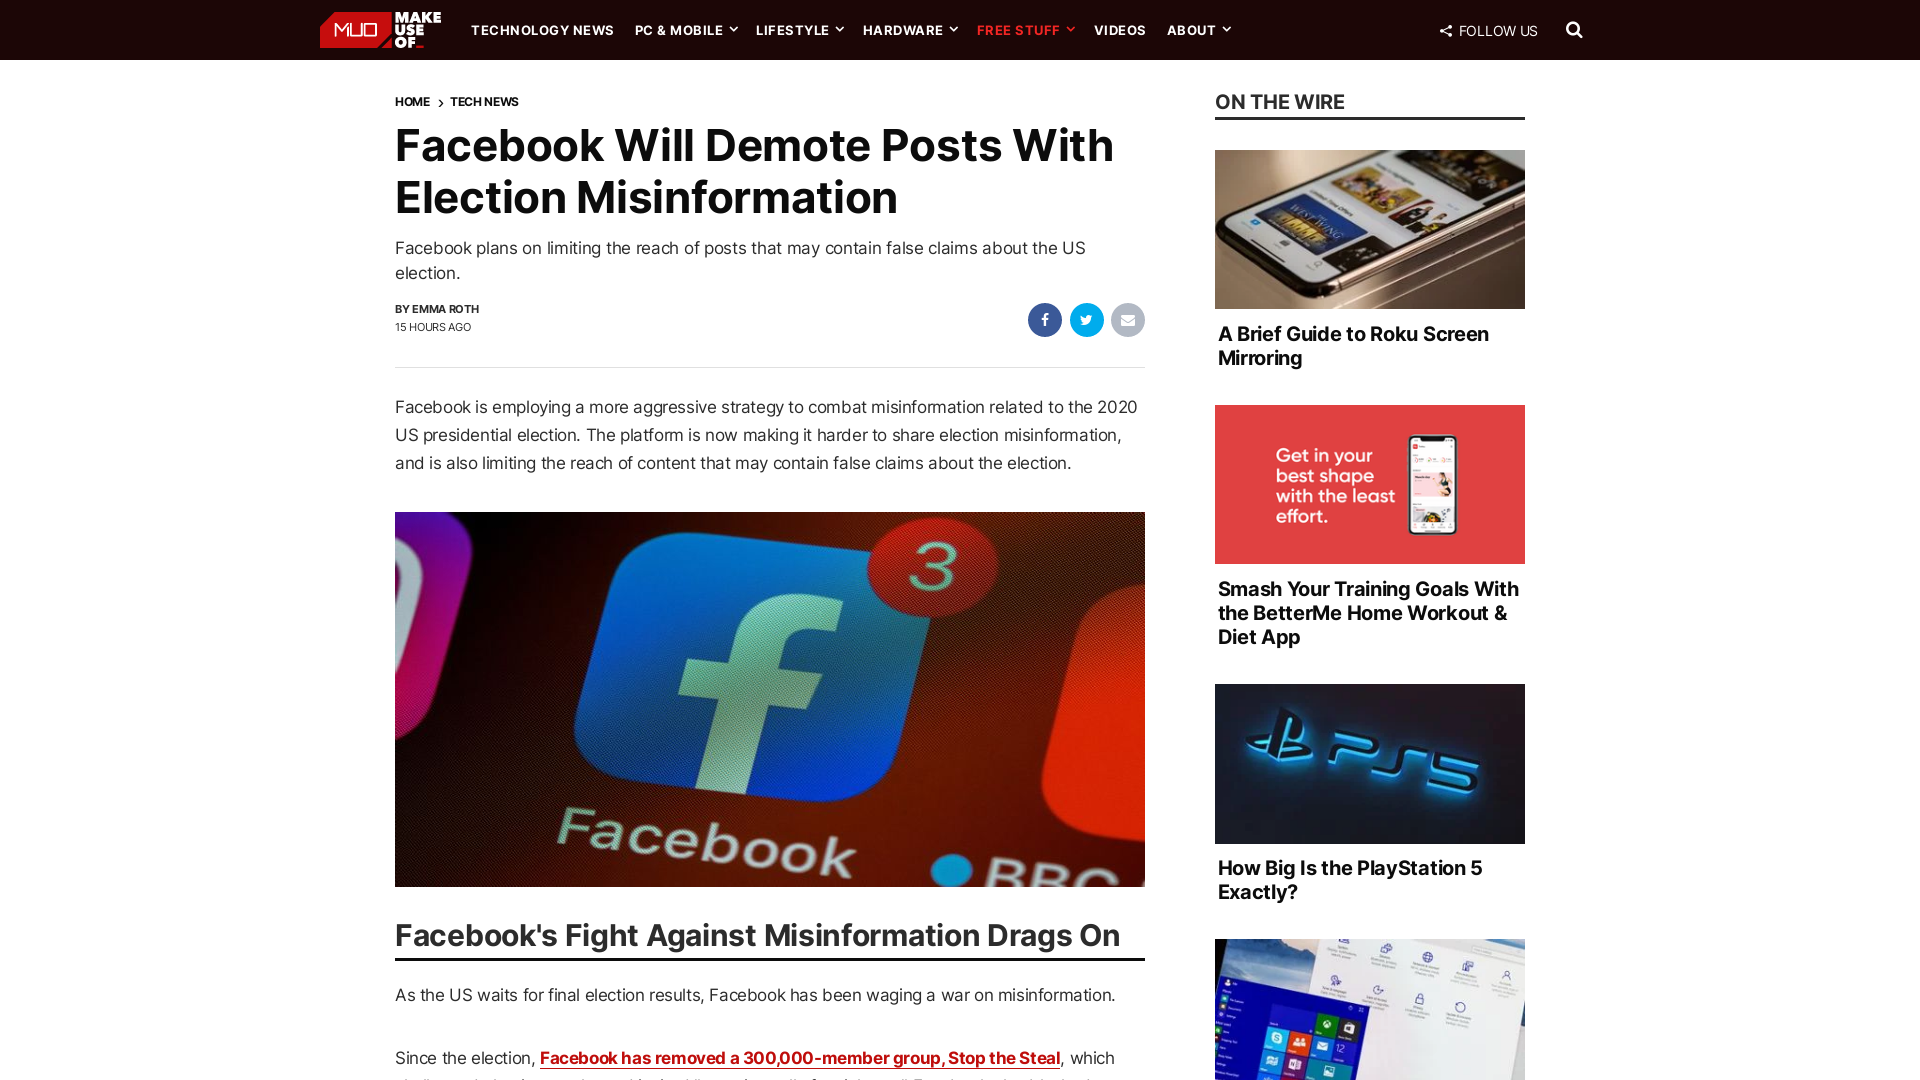 MUO MAKE
USE
OF_
TECHNOLOGY NEWS PC & MOBILE LIFESTYLE HARDWARE FREE STUFF VIDEOS ABOUT FOLLOW US
HOME › TECH NEWS
Facebook Will Demote Posts With
Election Misinformation
Facebook plans on limiting the reach of posts that may contain false claims about the US
election.
BY EMMA ROTH
15 HOURS AGO
Facebook is employing a more aggressive strategy to combat misinformation related to the 2020
US presidential election. The platform is now making it harder to share election misinformation,
and is also limiting the reach of content that may contain false claims about the election.
3
Facebook
BBC
Facebook's Fight Against Misinformation Drags On
As the US waits for final election results, Facebook has been waging a war on misinformation.
Since the election, Facebook has removed a 300,000-member group, Stop the Steal, which
ON THE WIRE
WEST WING
A Brief Guide to Roku Screen
Mirroring
Get in your
best shape
with the least
effort.
Smash Your Training Goals With
the BetterMe Home Workout &
Diet App
PS5
How Big Is the PlayStation 5
Exactly?